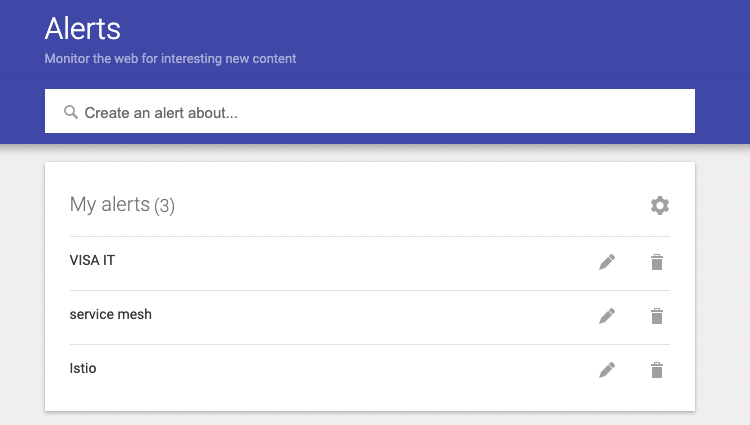 Alerts
Monitor the web for interesting new content
Create an alert about...
My alerts (3)
VISA IT
service mesh
Istio